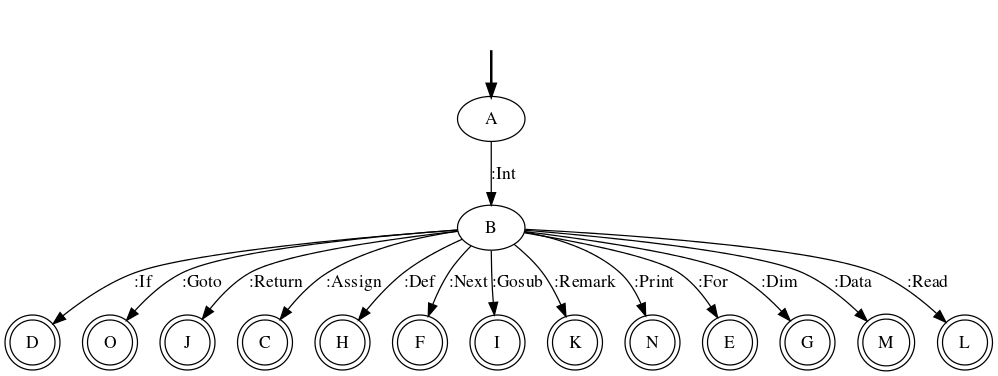 A
:Int
B
:If :Goto :Return :Assign :Def :Next :Gosub :Remark :Print :For :Dim :Data :Read
D O J C H F I K N E G M L